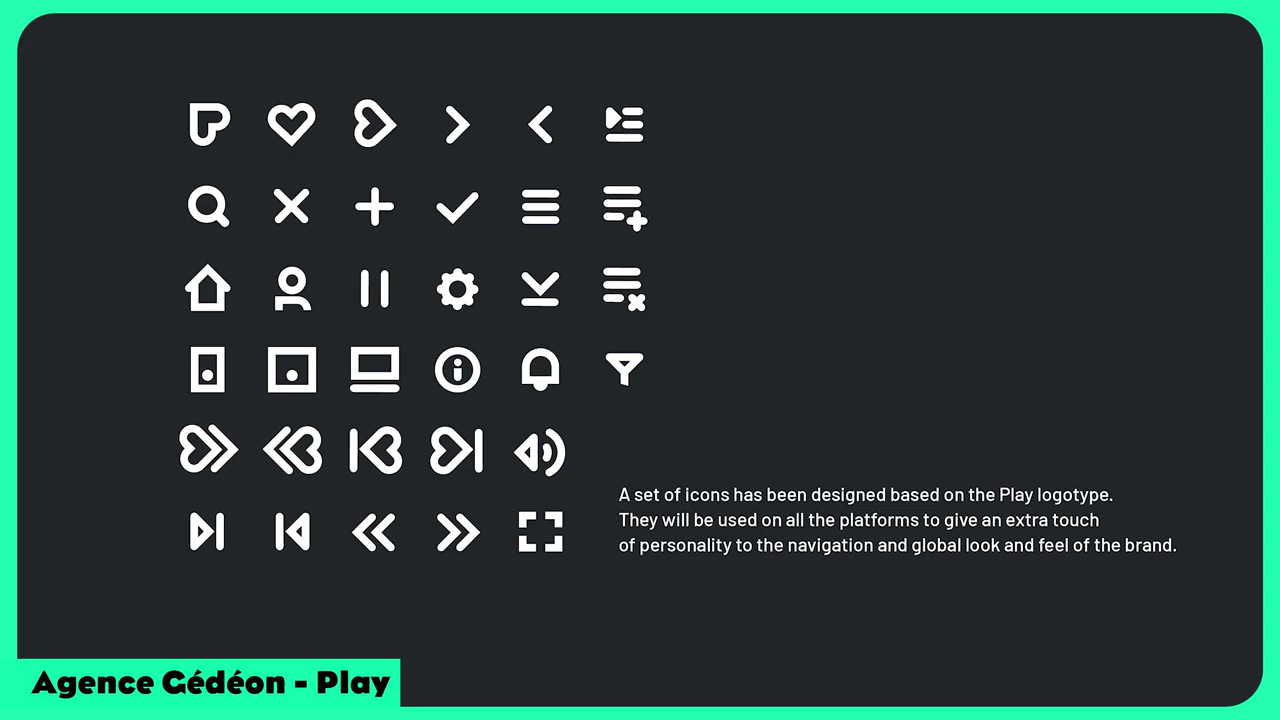 A set of icons has been designed based on the Play logotype.
They will be used on all the platforms to give an extra touch
of personality to the navigation and global look and feel of the brand.
Agence Gédéon - Play